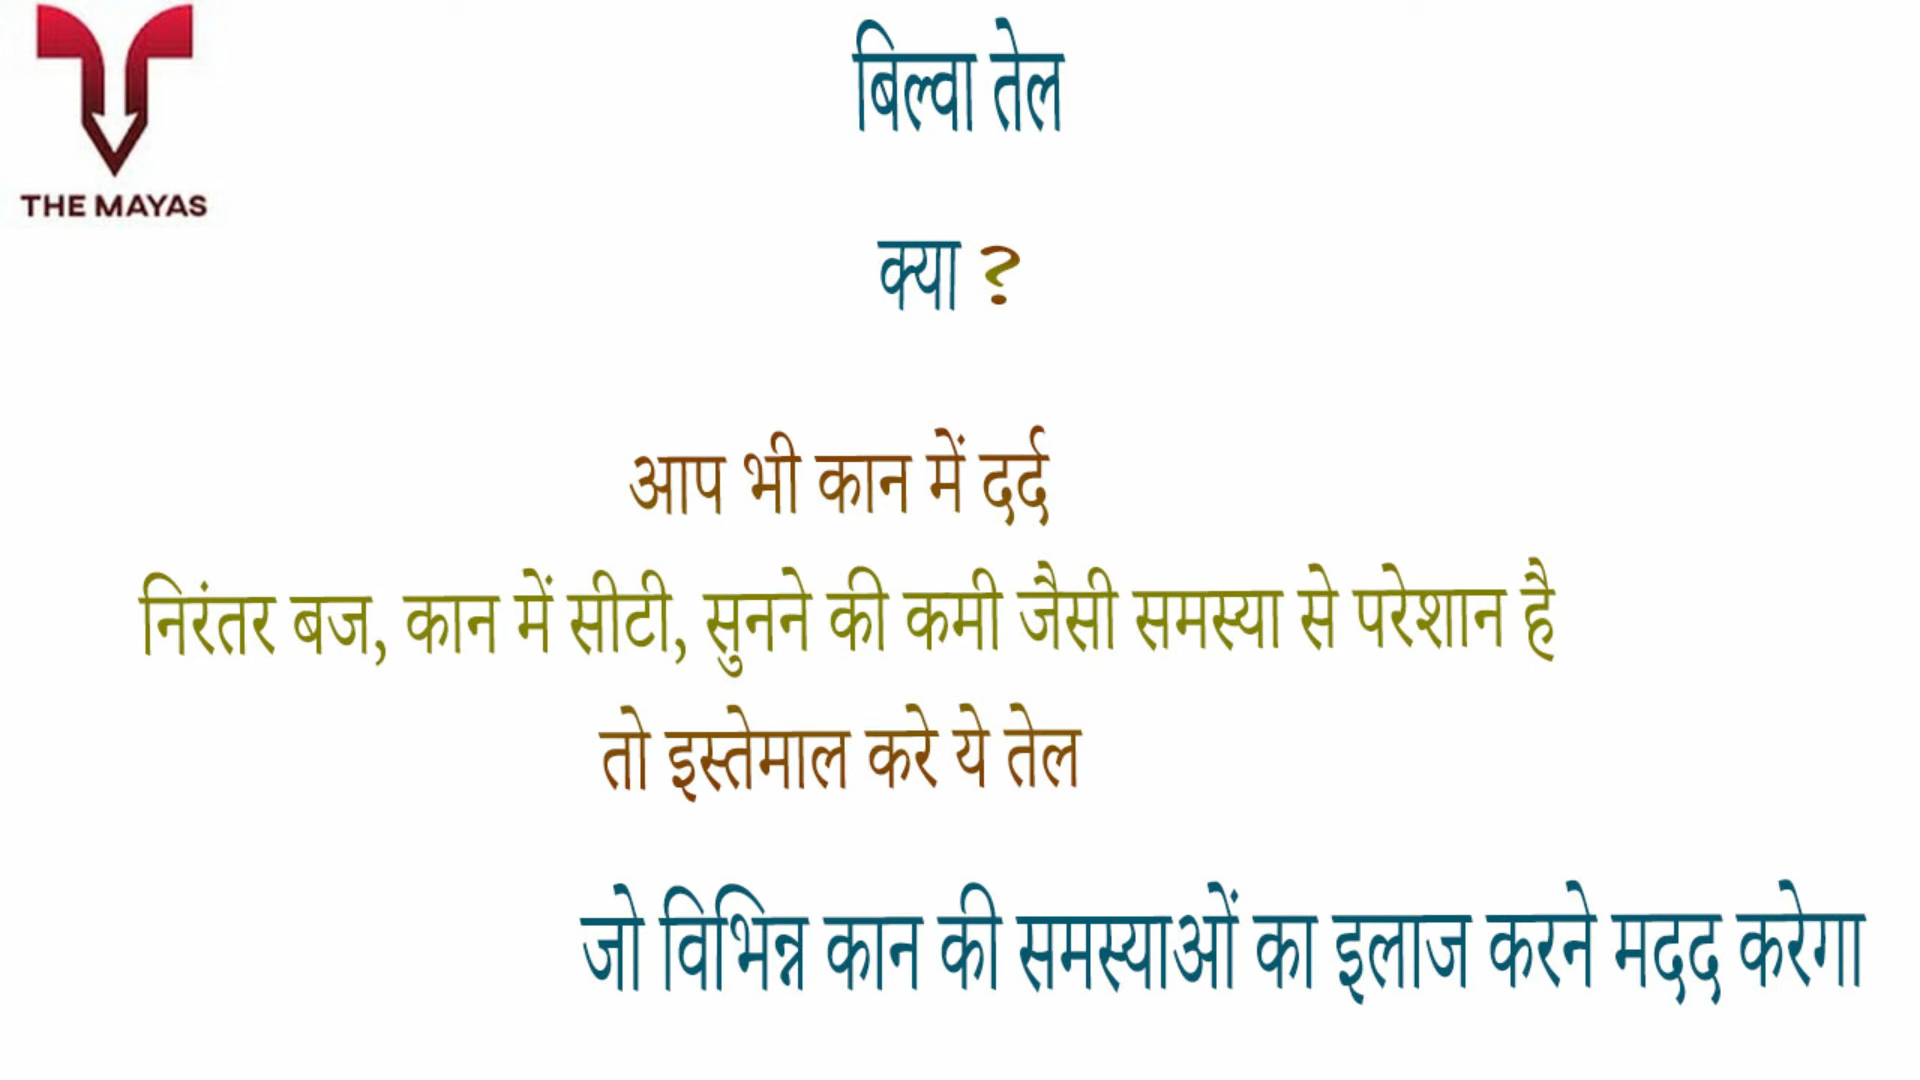 THE MAYAS
बिल्वा तेल
क्या ?
आप भी कान में दर्द
निरंतर बज, कान में सीटी, सुनने की कमी जैसी समस्या से परेशान है
तो इस्तेमाल करे ये तेल
जो विभिन्न कान की समस्याओं का इलाज करने मदद करेगा